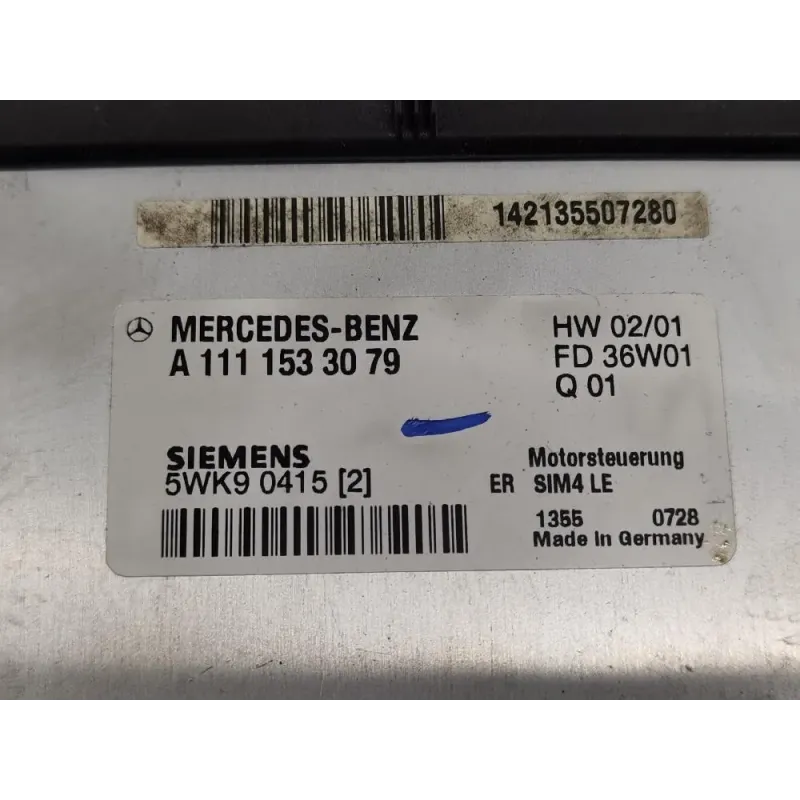 142135507280
MERCEDES-BENZ HW 02/01
A 111 153 30 79 FD 36W01
Q 01
SIEMENS Motorsteuerung
5WK9 0415 [2] ER SIM4 LE
1355 0728
Made In Germany